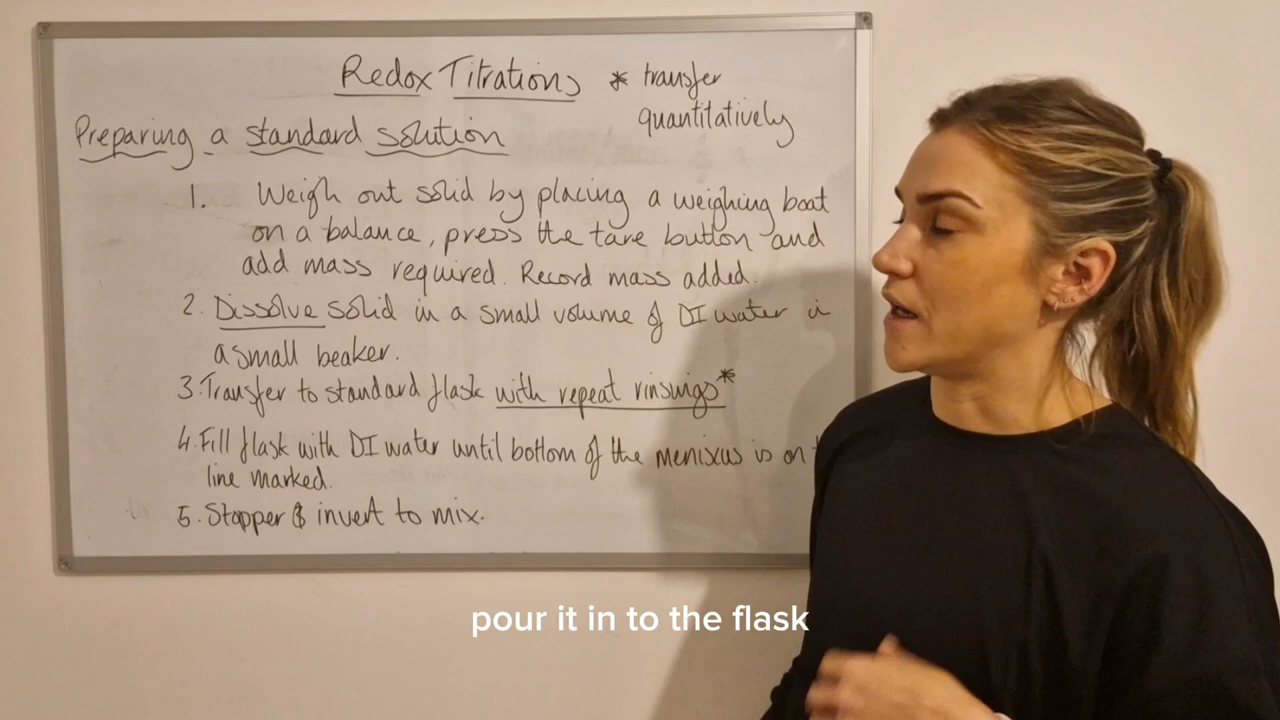 Redox Titrations
* transfer
quantitatively
Preparing a standard solution
1. Weigh out solid by placing a weighing boat
on a balance, press the tare button and
add mass required. Record mass added.
2. Dissolve solid in a small volume of DI water in
a small beaker.
3. Transfer to standard flask with repeat rinsings*
4. Fill flask with DI water until bottom of the meniscus is on
line marked.
5. Stopper & invert to mix.
pour it in to the flask